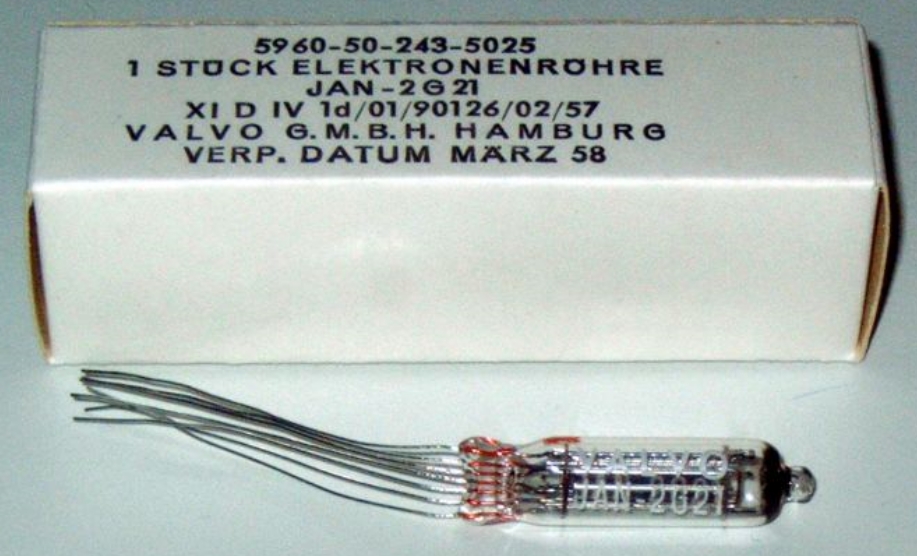 5960-50-243-5025
1 STÜCK ELEKTRONENRÖHRE
JAN-2G21
XI D IV 1d/01/90126/02/57
VALVO G.M.B.H. HAMBURG
VERP. DATUM MÄRZ 58
VALVO
JAN 2G21